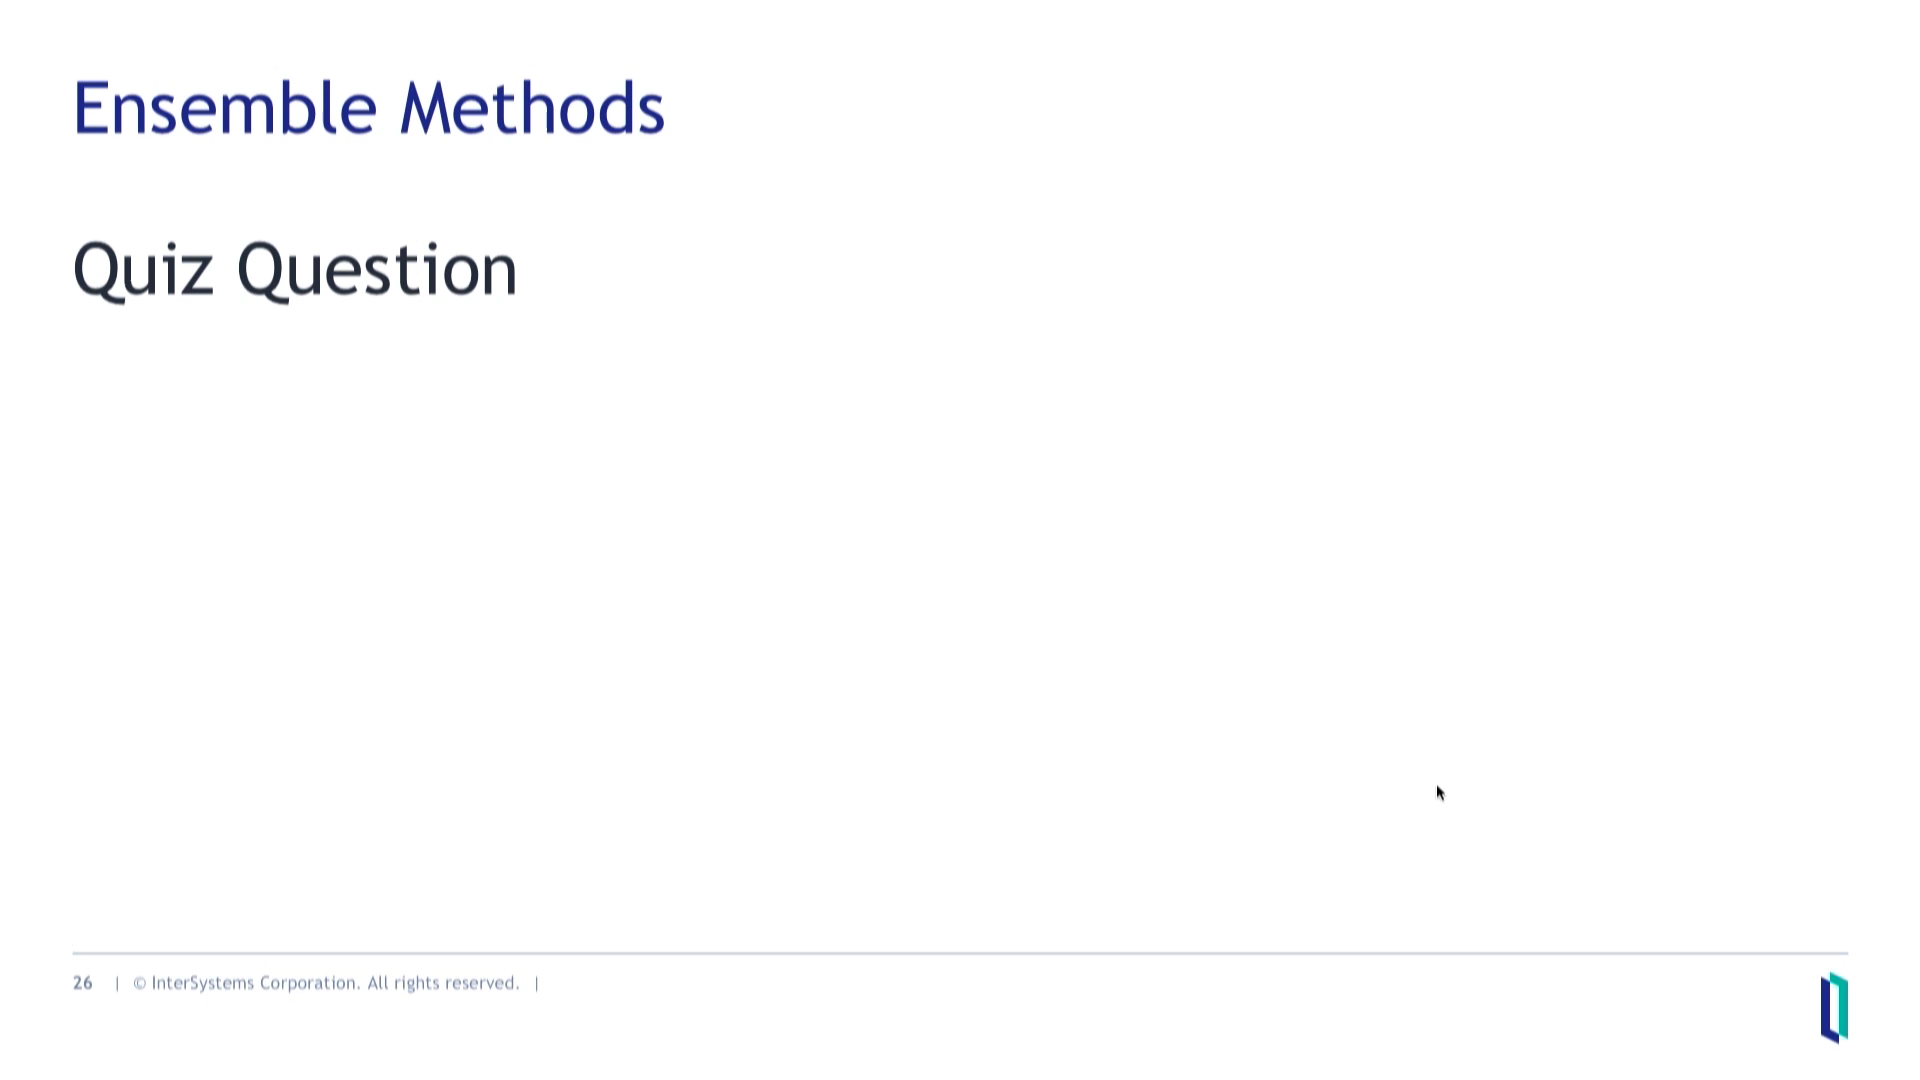 Ensemble Methods
Quiz Question
26 | © InterSystems Corporation. All rights reserved. |